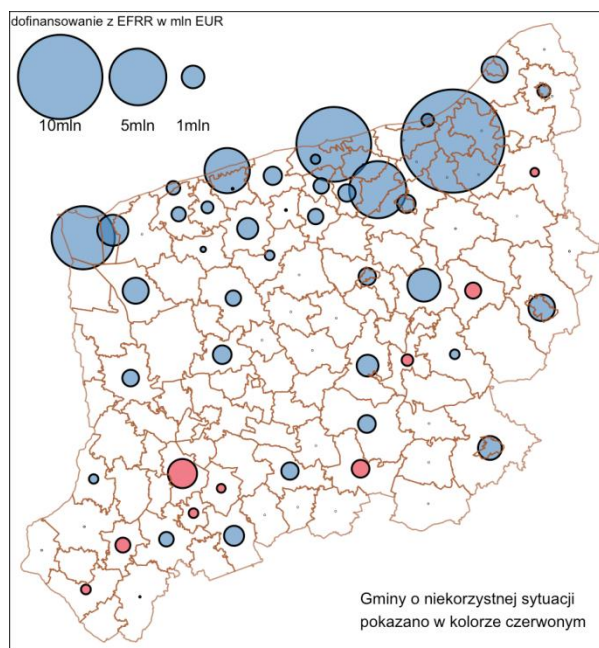 dofinansowanie z EFRR w mln EUR
10mln 5mln 1mln
Gminy o niekorzystnej sytuacji
pokazano w kolorze czerwonym